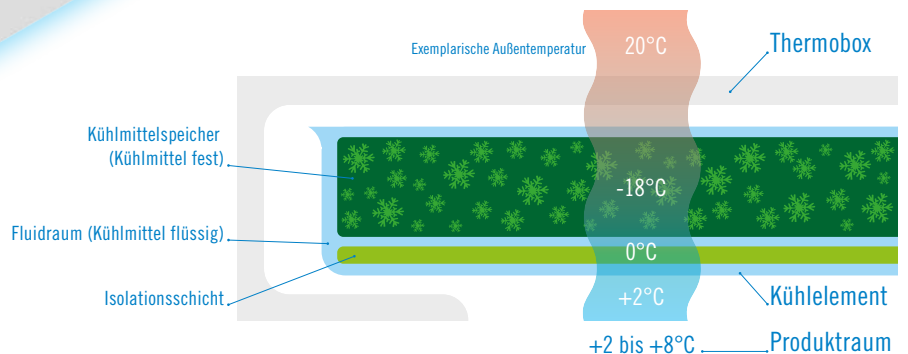 Exemplarische Außentemperatur
20°C
Thermobox
Kühlmittelspeicher
(Kühlmittel fest)
-18°C
Fluidraum (Kühlmittel flüssig)
0°C
Isolationsschicht
+2°C
Kühlelement
+2 bis +8°C
Produktraum